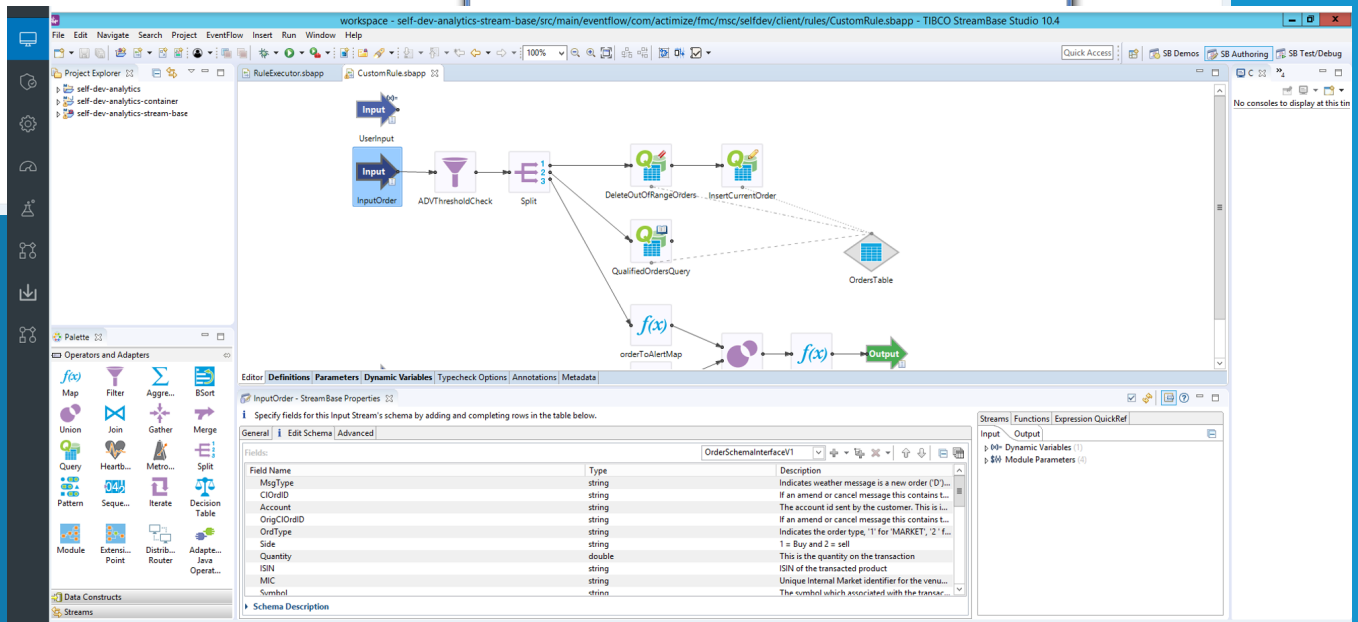 workspace - self-dev-analytics-stream-base/src/main/eventflow/com/actimize/fmc/msc/selfdev/client/rules/CustomRule.sbapp - TIBCO StreamBase Studio 10.4
File Edit Navigate Search Project EventFlow Insert Run Window Help
100% Quick Access SB Demos SB Authoring SB Test/Debug
Project Explorer
self-dev-analytics
self-dev-analytics-container
self-dev-analytics-stream-base
RuleExecutor.sbapp CustomRule.sbapp
Input
UserInput
Input
InputOrder
ADVThresholdCheck
1
2
3
Split
DeleteOutOfRangeOrders
InsertCurrentOrder
QualifiedOrdersQuery
OrdersTable
f(x)
orderToAlertMap
f(x)
Output
C
No consoles to display at this tim
Palette
Operators and Adapters
f(x)
Map Filter Aggre... BSort
Union Join Gather Merge
Query Heartb... Metro... Split
Pattern Seque... Iterate Decision Table
Module Extensi... Point Distrib... Router Adapte... Java Operat...
Data Constructs
Streams
Editor Definitions Parameters Dynamic Variables Typecheck Options Annotations Metadata
InputOrder - StreamBase Properties
Specify fields for this Input Stream's schema by adding and completing rows in the table below.
General Edit Schema Advanced
Fields: OrderSchemaInterfaceV1
Field Name Type Description
MsgType string Indicates weather message is a new order ('D')...
ClOrdID string If an amend or cancel message this contains t...
Account string The account id sent by the customer. This is i...
OrigClOrdID string If an amend or cancel message this contains t...
OrdType string Indicates the order type, '1' for 'MARKET', '2 ' f...
Side string 1 = Buy and 2 = sell
Quantity double This is the quantity on the transaction
ISIN string ISIN of the transacted product
MIC string Unique Internal Market identifier for the venu...
Symbol string The symbol which associated with the transac...
Schema Description
Streams Functions Expression QuickRef
Input Output
Dynamic Variables (1)
Module Parameters (4)